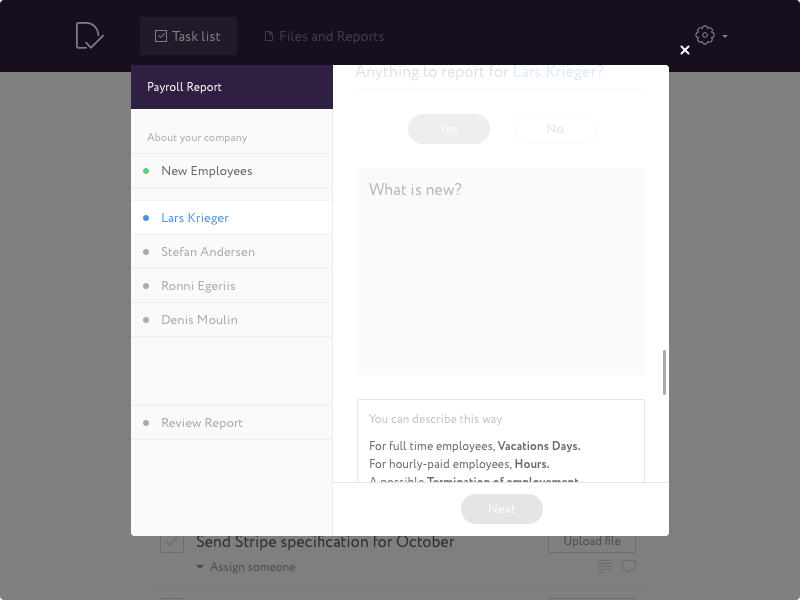 Task list
Files and Reports
Payroll Report
About your company
New Employees
Lars Krieger
Stefan Andersen
Ronni Egeriis
Denis Moulin
Review Report
Anything to report for Lars Krieger?
Yes
No
What is new?
You can describe this way
For full time employees, Vacations Days.
For hourly-paid employees, Hours.
A possible Termination of employement
Next
Send Stripe specification for October
Upload file
Assign someone